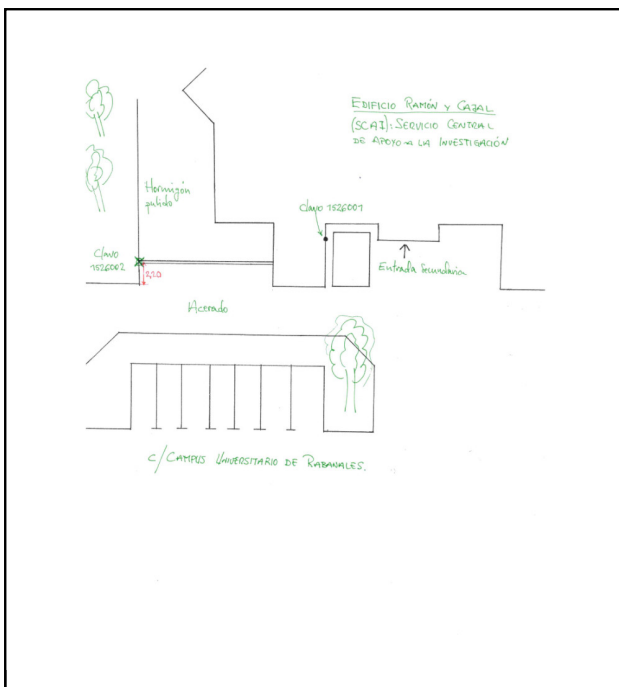 EDIFICIO RAMÓN Y CAJAL
(SCAI): SERVICIO CENTRAL
DE APOYO A LA INVESTIGACIÓN
Hormigón
pulido
Clavo 1526001
Clavo
1526002
2,20
Entrada Secundaria
Acerado
C/ CAMPUS UNIVERSITARIO DE RABANALES.